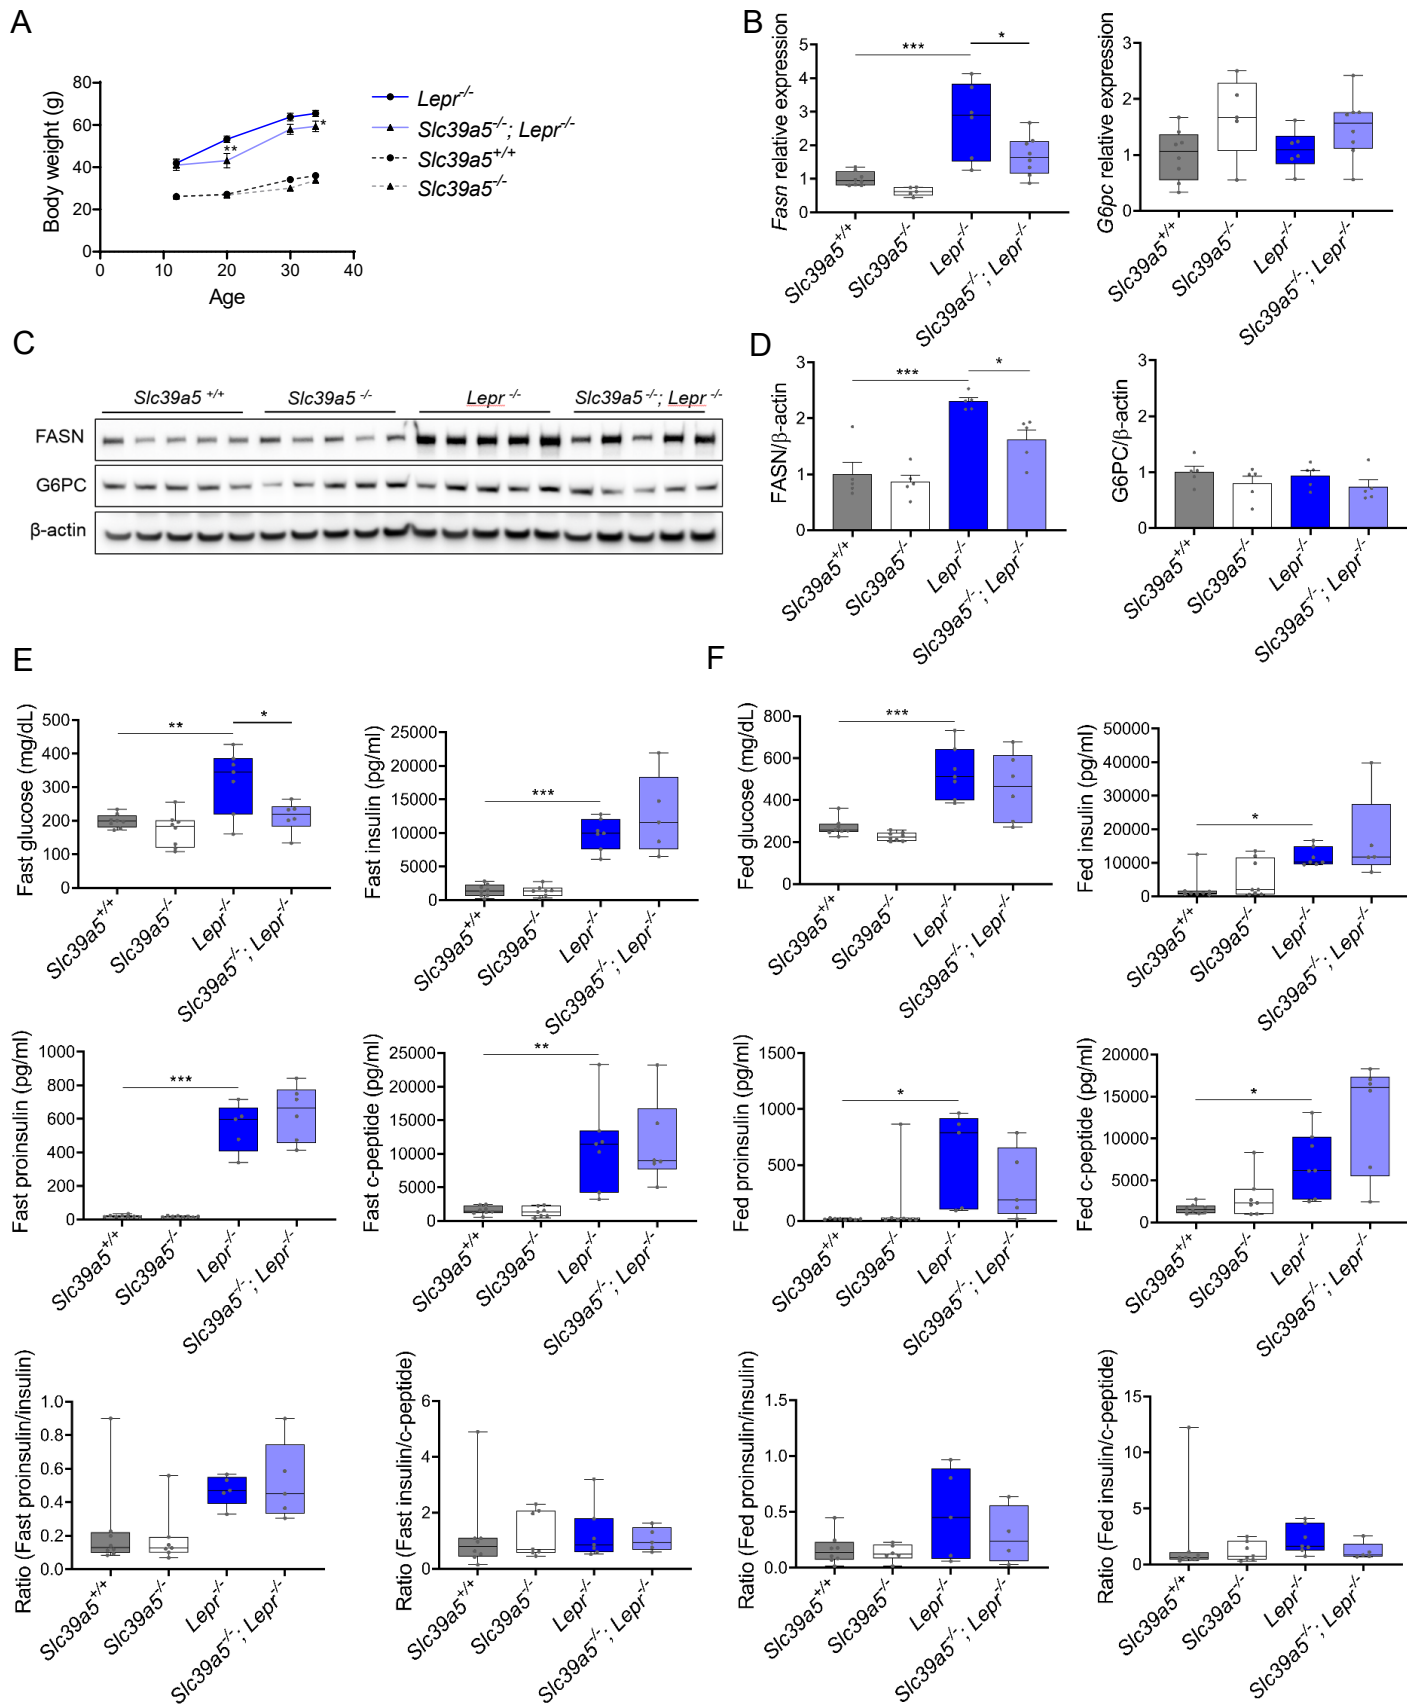 A
Body weight (g)
80
60
40
20
0
0 10 20 30 40
Age
** *
Lepr-/-
Slc39a5-/-; Lepr-/-
Slc39a5+/+
Slc39a5-/-
B
Fasn relative expression
5
4
3
2
1
0
*** *
Slc39a5+/+ Slc39a5-/- Lepr-/- Slc39a5-/-; Lepr-/-
G6pc relative expression
3
2
1
0
Slc39a5+/+ Slc39a5-/- Lepr-/- Slc39a5-/-; Lepr-/-
C
Slc39a5 +/+ Slc39a5 -/- Lepr -/- Slc39a5-/-; Lepr -/-
FASN
G6PC
β-actin
D
FASN/β-actin
3
2
1
0
*** *
Slc39a5+/+ Slc39a5-/- Lepr-/- Slc39a5-/-; Lepr-/-
G6PC/β-actin
3
2
1
0
Slc39a5+/+ Slc39a5-/- Lepr-/- Slc39a5-/-; Lepr-/-
E
Fast glucose (mg/dL)
500
400
300
200
100
0
** *
Slc39a5+/+ Slc39a5-/- Lepr-/- Slc39a5-/-; Lepr-/-
Fast insulin (pg/ml)
25000
20000
15000
10000
5000
0
***
Slc39a5+/+ Slc39a5-/- Lepr-/- Slc39a5-/-; Lepr-/-
Fast proinsulin (pg/ml)
1000
800
600
400
200
0
***
Slc39a5+/+ Slc39a5-/- Lepr-/- Slc39a5-/-; Lepr-/-
Fast c-peptide (pg/ml)
25000
20000
15000
10000
5000
0
**
Slc39a5+/+ Slc39a5-/- Lepr-/- Slc39a5-/-; Lepr-/-
Ratio (Fast proinsulin/insulin)
1.0
0.8
0.6
0.4
0.2
0.0
Slc39a5+/+ Slc39a5-/- Lepr-/- Slc39a5-/-; Lepr-/-
Ratio (Fast insulin/c-peptide)
6
4
2
0
Slc39a5+/+ Slc39a5-/- Lepr-/- Slc39a5-/-; Lepr-/-
F
Fed glucose (mg/dL)
800
600
400
200
0
***
Slc39a5+/+ Slc39a5-/- Lepr-/- Slc39a5-/-; Lepr-/-
Fed insulin (pg/ml)
50000
40000
30000
20000
10000
0
*
Slc39a5+/+ Slc39a5-/- Lepr-/- Slc39a5-/-; Lepr-/-
Fed proinsulin (pg/ml)
1500
1000
500
0
*
Slc39a5+/+ Slc39a5-/- Lepr-/- Slc39a5-/-; Lepr-/-
Fed c-peptide (pg/ml)
20000
15000
10000
5000
0
*
Slc39a5+/+ Slc39a5-/- Lepr-/- Slc39a5-/-; Lepr-/-
Ratio (Fed proinsulin/insulin)
1.5
1.0
0.5
0.0
Slc39a5+/+ Slc39a5-/- Lepr-/- Slc39a5-/-; Lepr-/-
Ratio (Fed insulin/c-peptide)
15
10
5
0
Slc39a5+/+ Slc39a5-/- Lepr-/- Slc39a5-/-; Lepr-/-